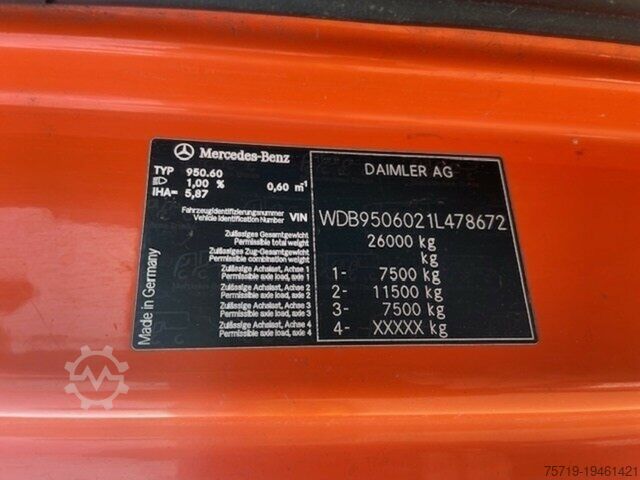 Mercedes-Benz
TYP 950.60
1,00 % 0,60 m⁻¹
IHA= 5,87
Fahrzeugidentifizierungsnummer
Vehicle Identification Number VIN
Zulässiges Gesamtgewicht
Permissible total weight
Zulässiges Zug-Gesamtgewicht
Permissible combination weight
Zulässige Achslast, Achse 1
Permissible axle load, axle 1
Zulässige Achslast, Achse 2
Permissible axle load, axle 2
Zulässige Achslast, Achse 3
Permissible axle load, axle 3
Zulässige Achslast, Achse 4
Permissible axle load, axle 4
Made in Germany
DAIMLER AG
WDB9506021L478672
26000 kg
kg
1- 7500 kg
2- 11500 kg
3- 7500 kg
4- XXXXX kg
75719-19461421